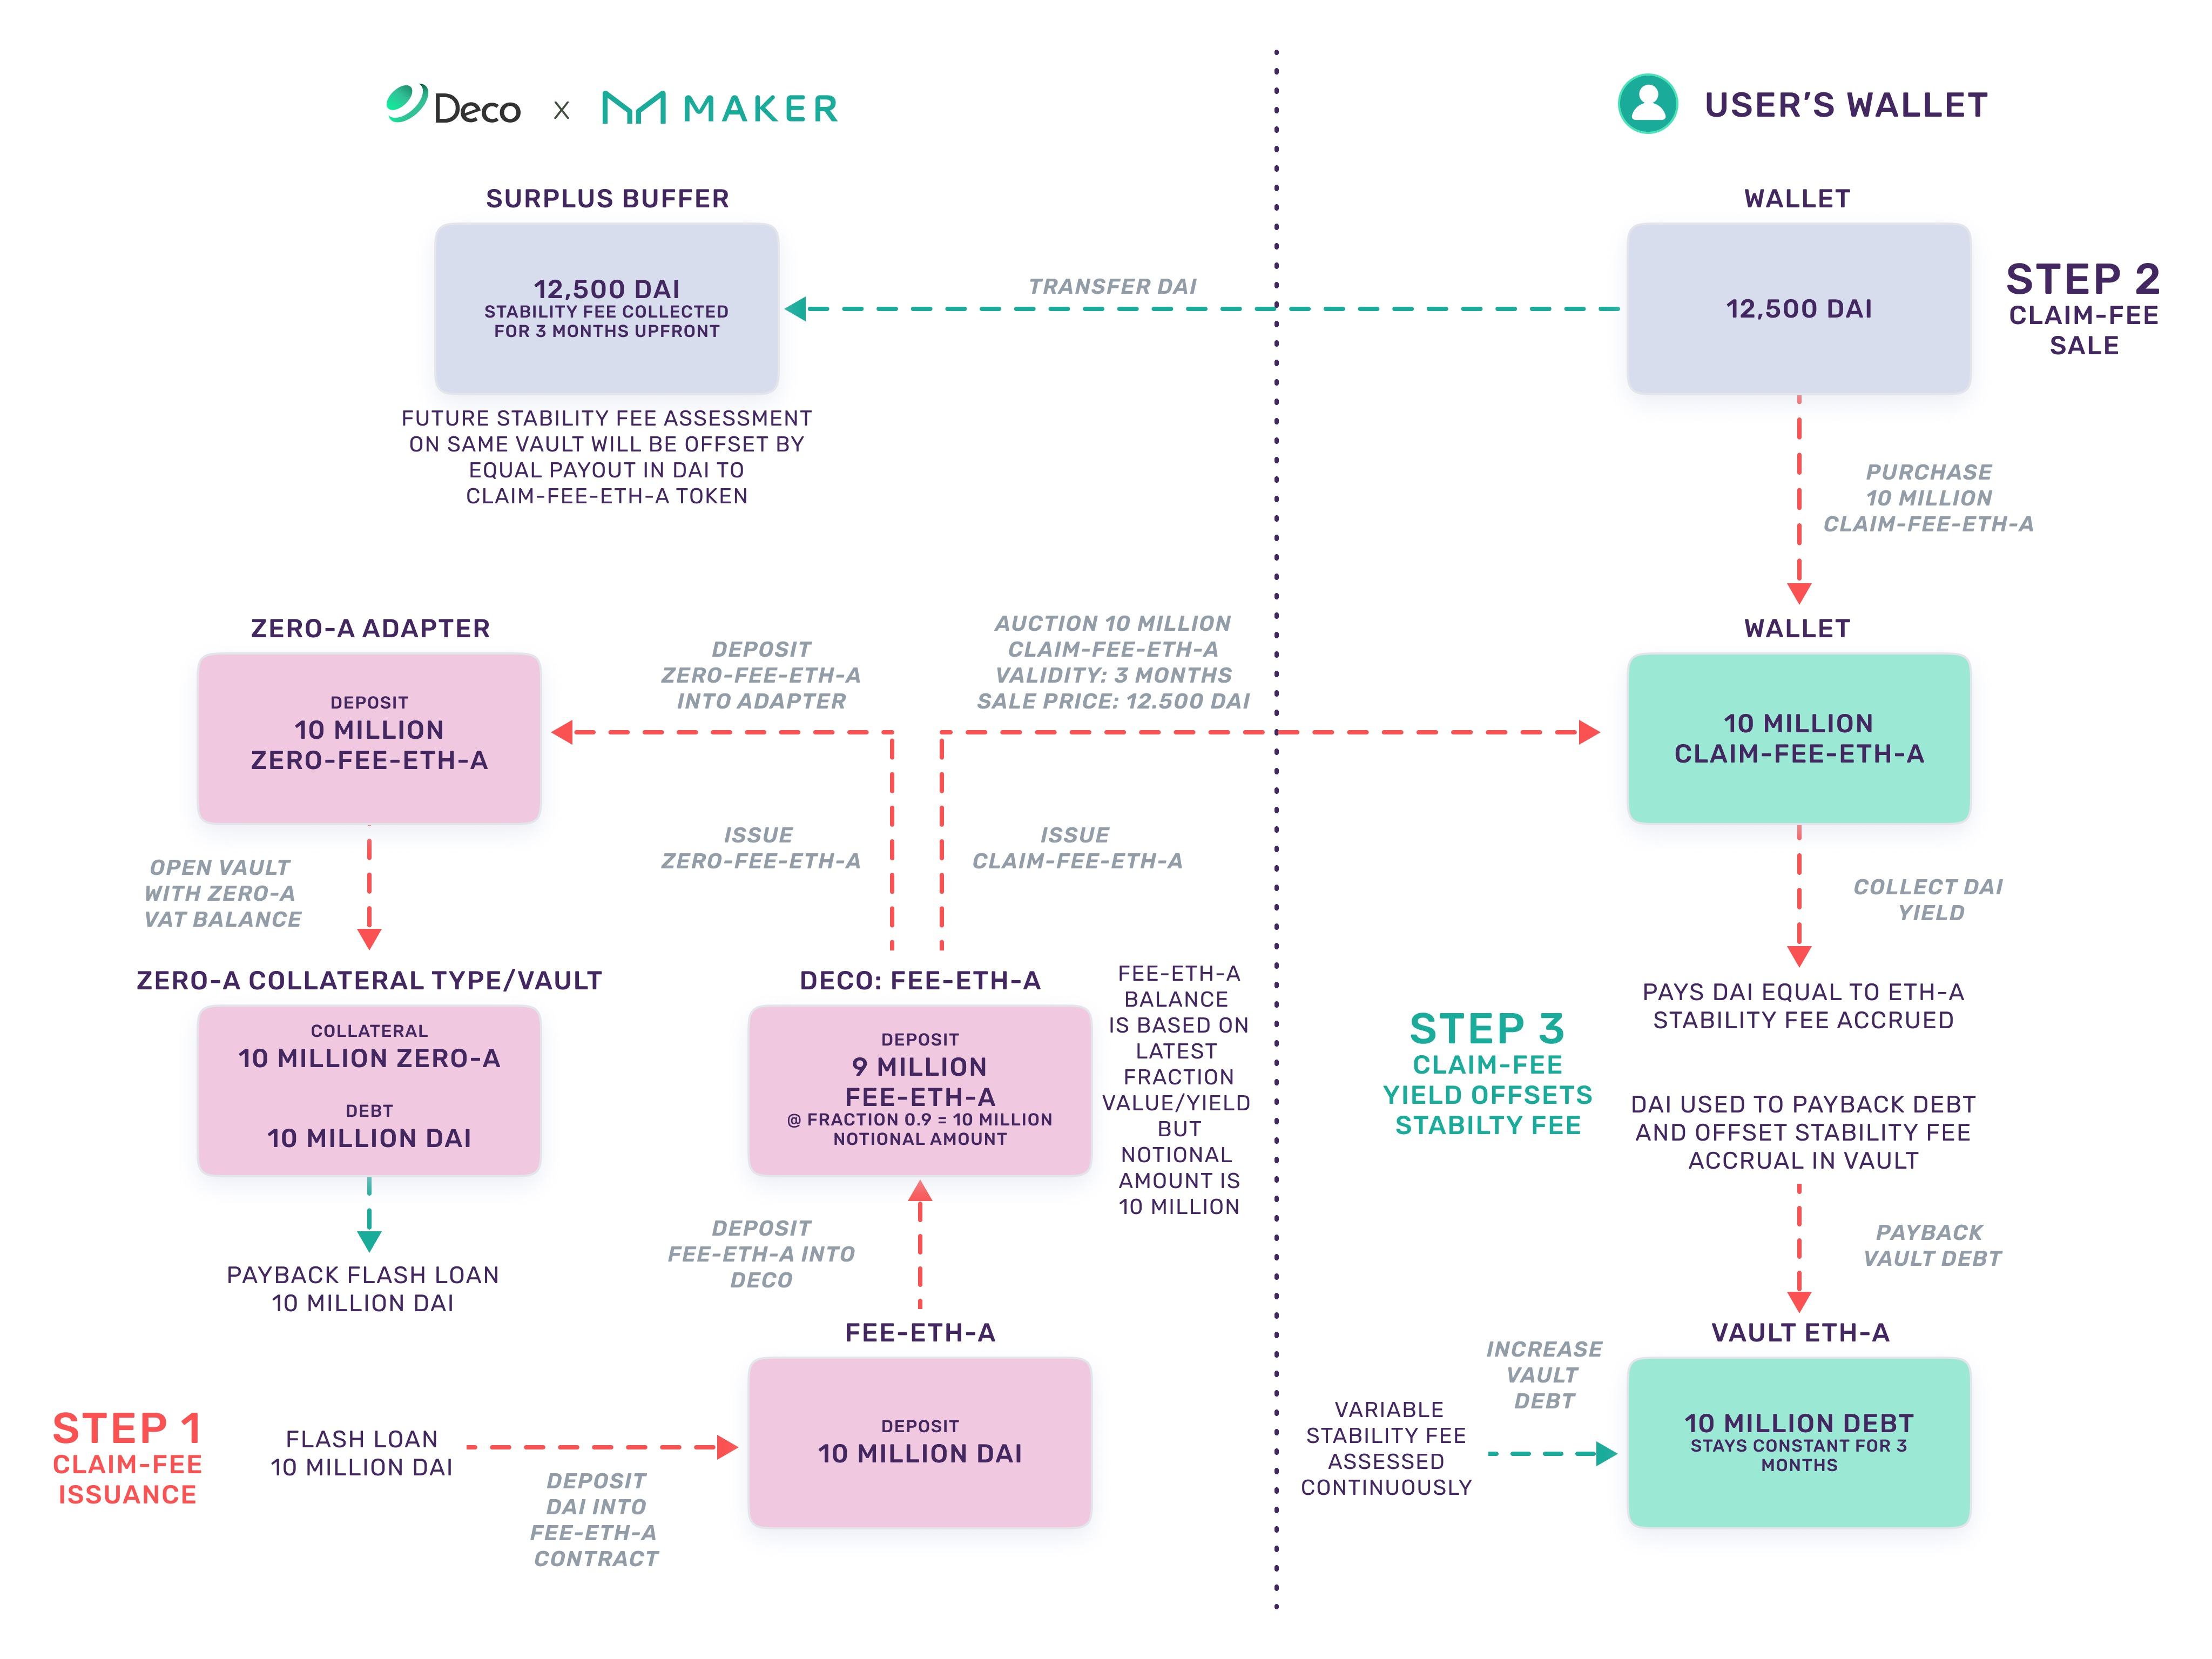 Deco x MAKER
USER'S WALLET
SURPLUS BUFFER
12,500 DAI
STABILITY FEE COLLECTED
FOR 3 MONTHS UPFRONT
FUTURE STABILITY FEE ASSESSMENT
ON SAME VAULT WILL BE OFFSET BY
EQUAL PAYOUT IN DAI TO
CLAIM-FEE-ETH-A TOKEN
TRANSFER DAI
WALLET
12,500 DAI
STEP 2
CLAIM-FEE
SALE
PURCHASE
10 MILLION
CLAIM-FEE-ETH-A
ZERO-A ADAPTER
DEPOSIT
10 MILLION
ZERO-FEE-ETH-A
DEPOSIT
ZERO-FEE-ETH-A
INTO ADAPTER
AUCTION 10 MILLION
CLAIM-FEE-ETH-A
VALIDITY: 3 MONTHS
SALE PRICE: 12.500 DAI
WALLET
10 MILLION
CLAIM-FEE-ETH-A
OPEN VAULT
WITH ZERO-A
VAT BALANCE
ISSUE
ZERO-FEE-ETH-A
ISSUE
CLAIM-FEE-ETH-A
COLLECT DAI
YIELD
ZERO-A COLLATERAL TYPE/VAULT
COLLATERAL
10 MILLION ZERO-A
DEBT
10 MILLION DAI
DECO: FEE-ETH-A
DEPOSIT
9 MILLION
FEE-ETH-A
@ FRACTION 0.9 = 10 MILLION
NOTIONAL AMOUNT
FEE-ETH-A
BALANCE
IS BASED ON
LATEST
FRACTION
VALUE/YIELD
BUT
NOTIONAL
AMOUNT IS
10 MILLION
STEP 3
CLAIM-FEE
YIELD OFFSETS
STABILTY FEE
PAYS DAI EQUAL TO ETH-A
STABILITY FEE ACCRUED
DAI USED TO PAYBACK DEBT
AND OFFSET STABILITY FEE
ACCRUAL IN VAULT
PAYBACK FLASH LOAN
10 MILLION DAI
DEPOSIT
FEE-ETH-A INTO
DECO
PAYBACK
VAULT DEBT
STEP 1
CLAIM-FEE
ISSUANCE
FLASH LOAN
10 MILLION DAI
DEPOSIT
DAI INTO
FEE-ETH-A
CONTRACT
FEE-ETH-A
DEPOSIT
10 MILLION DAI
VARIABLE
STABILITY FEE
ASSESSED
CONTINUOUSLY
INCREASE
VAULT
DEBT
VAULT ETH-A
10 MILLION DEBT
STAYS CONSTANT FOR 3
MONTHS